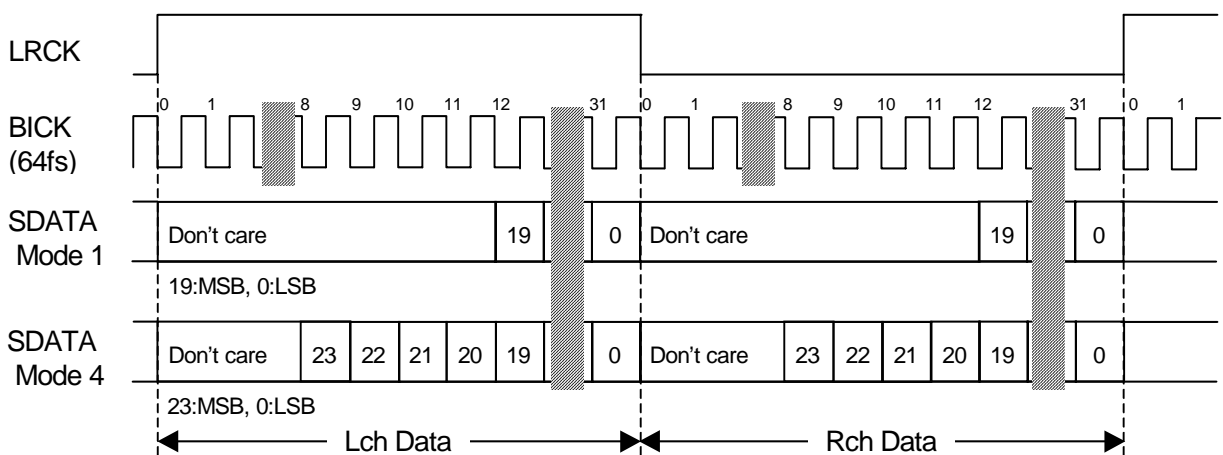 LRCK
0 1 8 9 10 11 12 31 0 1 8 9 10 11 12 31 0 1
BICK
(64fs)
SDATA
Mode 1
Don't care 19 0 Don't care 19 0
19:MSB, 0:LSB
SDATA
Mode 4
Don't care 23 22 21 20 19 0 Don't care 23 22 21 20 19 0
23:MSB, 0:LSB
Lch Data Rch Data